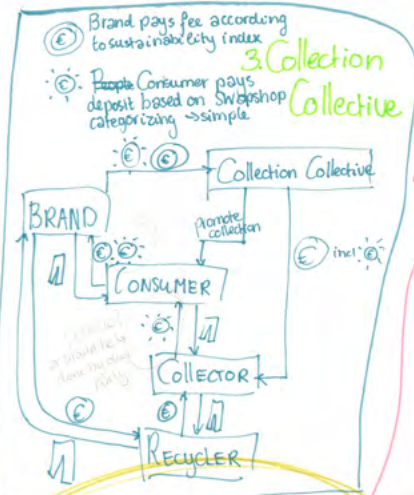 Brand pays fee according
to sustainability index
3. Collection
Collective
People Consumer pays
deposit based on Swapshop
categorizing → simple
Collection Collective
BRAND
promote
collection
€ incl. €
CONSUMER
COLLECTOR
RECYCLER